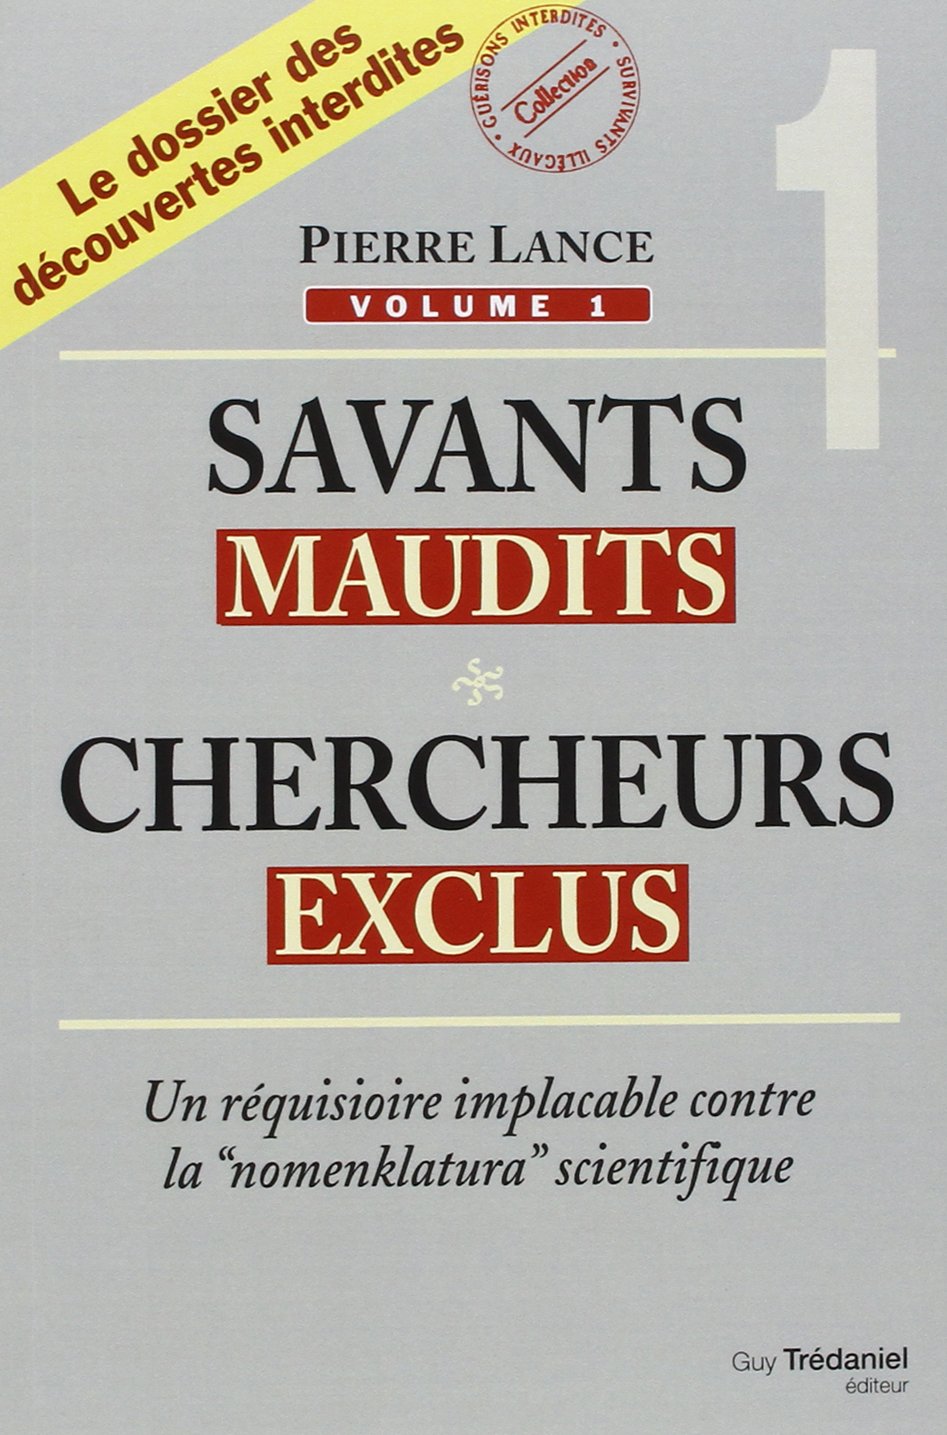 Le dossier des
découvertes interdites
GUÉRISONS INTERDITES • SURVIVANTS ILLÉGAUX •
Collection
1
PIERRE LANCE
VOLUME 1
SAVANTS
MAUDITS
CHERCHEURS
EXCLUS
Un réquisioire implacable contre
la “nomenklatura” scientifique
Guy Trédaniel
éditeur